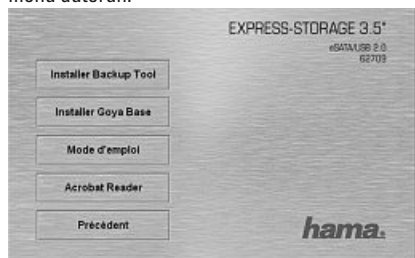 menu autorun.
EXPRESS-STORAGE 3.5"
eSATA/USB 2.0
62709
Installer Backup Tool
Installer Goya Base
Mode d'emploi
Acrobat Reader
Précédent
hama.